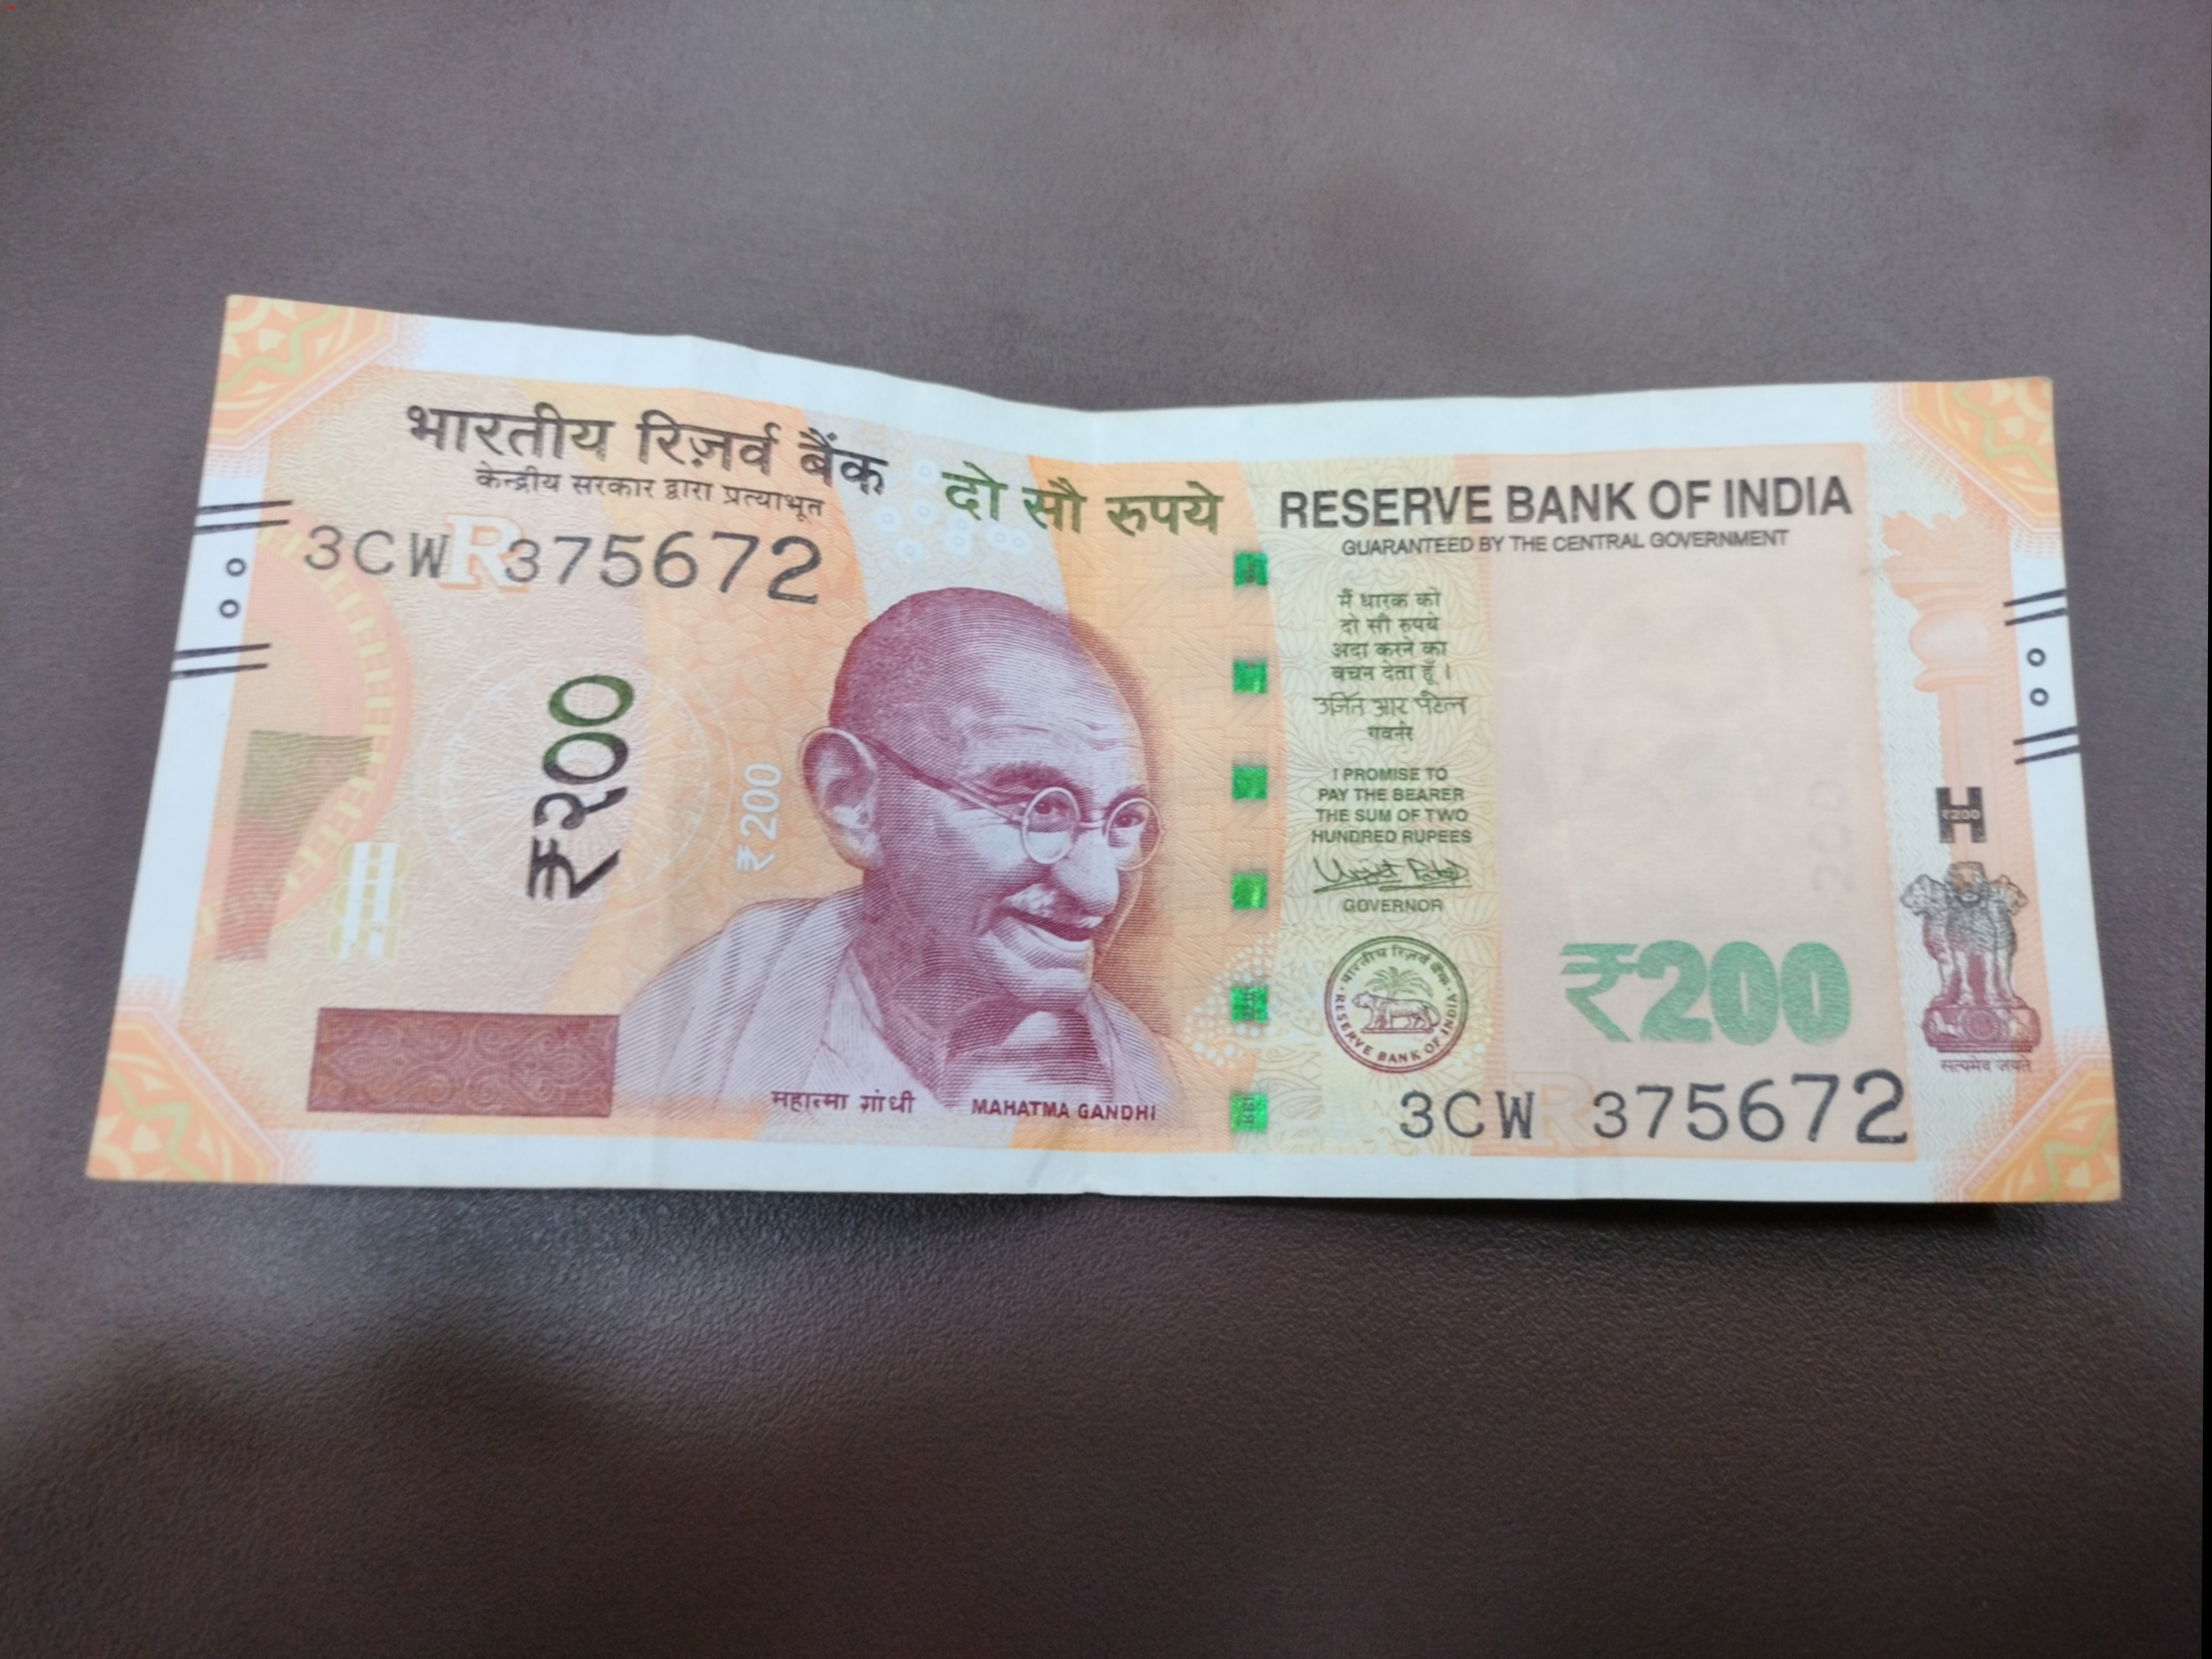 भारतीय रिज़र्व बैंक
केन्द्रीय सरकार द्वारा प्रत्याभूत
दो सौ रुपये
RESERVE BANK OF INDIA
GUARANTEED BY THE CENTRAL GOVERNMENT
3CW R 375672
मैं धारक को
दो सौ रुपये
अदा करने का
वचन देता हूँ ।
उर्जित आर पटेल
गवर्नर
₹२००
₹200
I PROMISE TO
PAY THE BEARER
THE SUM OF TWO
HUNDRED RUPEES
GOVERNOR
भारतीय रिज़र्व बैंक
RESERVE BANK OF INDIA
महात्मा गांधी
MAHATMA GANDHI
₹200
₹200
200
सत्यमेव जयते
3CW R 375672